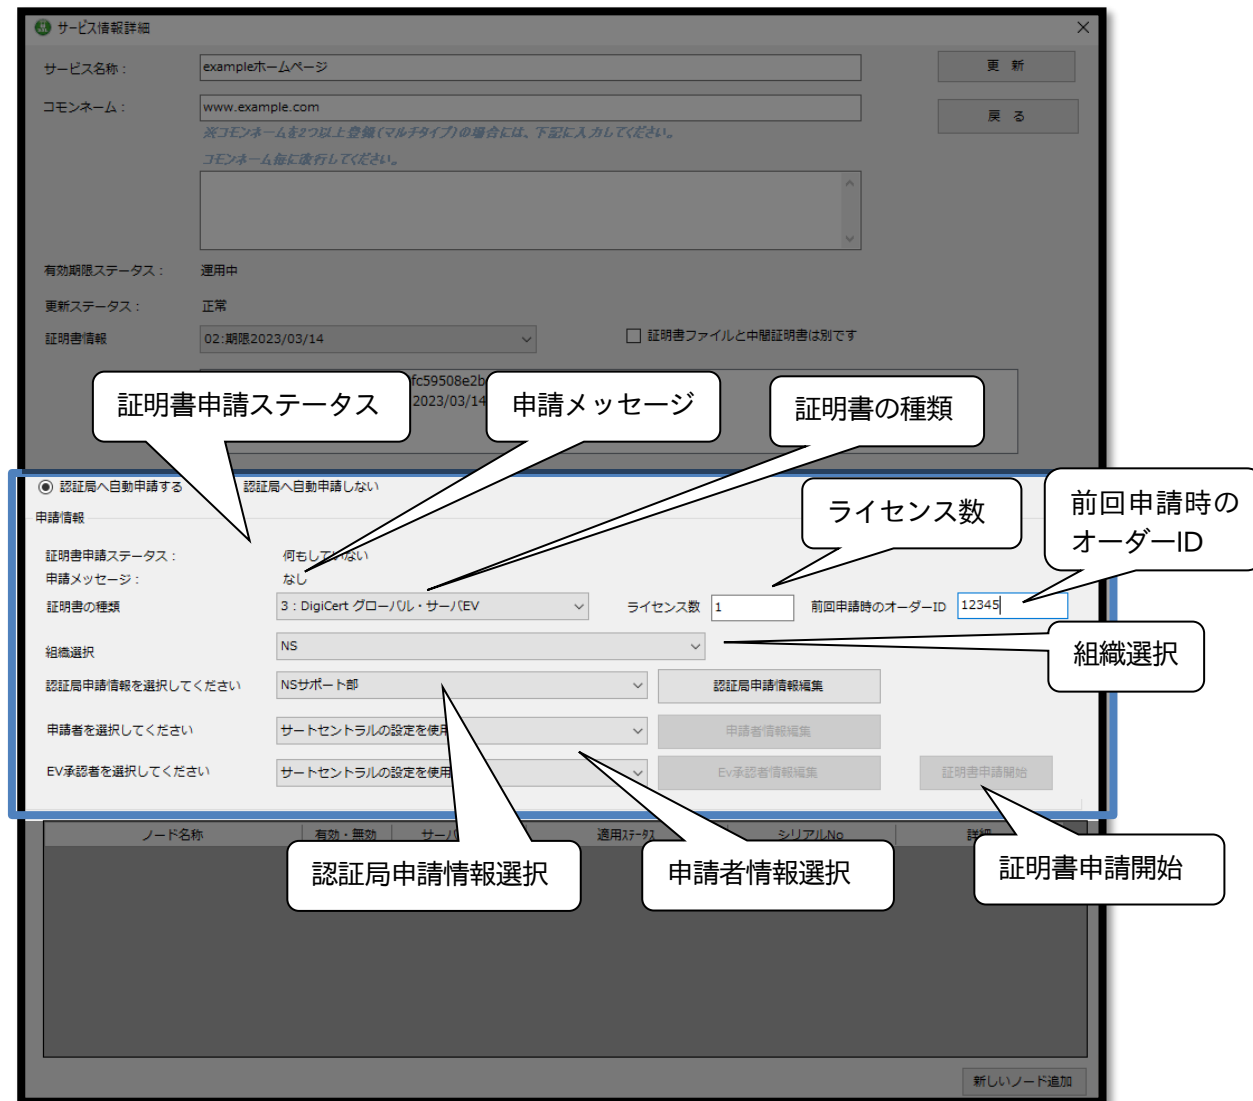 サービス情報詳細
サービス名称：
exampleホームページ
更 新
コモンネーム：
www.example.com
戻 る
※コモンネームを2つ以上登録(マルチタイプ)の場合には、下記に入力してください。
コモンネーム毎に改行してください。
有効期限ステータス：
運用中
更新ステータス：
正常
証明書情報
02:期限2023/03/14
証明書ファイルと中間証明書は別です
fc59508e2b
2023/03/14
証明書申請ステータス
申請メッセージ
証明書の種類
認証局へ自動申請する
認証局へ自動申請しない
ライセンス数
前回申請時の
オーダーID
申請情報
証明書申請ステータス：
何もしていない
申請メッセージ：
なし
証明書の種類
3：DigiCert グローバル・サーバEV
ライセンス数
1
前回申請時のオーダーID
12345
組織選択
NS
組織選択
認証局申請情報を選択してください
NSサポート部
認証局申請情報編集
申請者を選択してください
サートセントラルの設定を使用
申請者情報編集
EV承認者を選択してください
サートセントラルの設定を使用
Ev承認者情報編集
証明書申請開始
ノード名称
有効・無効
サーバ
適用ステータス
シリアルNo
詳細
認証局申請情報選択
申請者情報選択
証明書申請開始
新しいノード追加